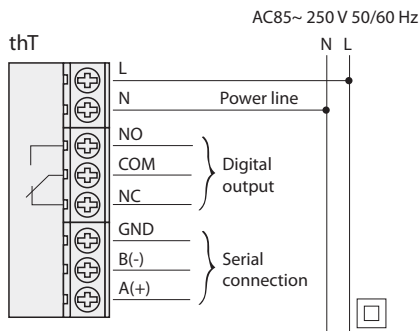 AC85~ 250 V 50/60 Hz
thT
N L
L
N Power line
NO
COM
NC
Digital
output
GND
B(-)
A(+)
Serial
connection